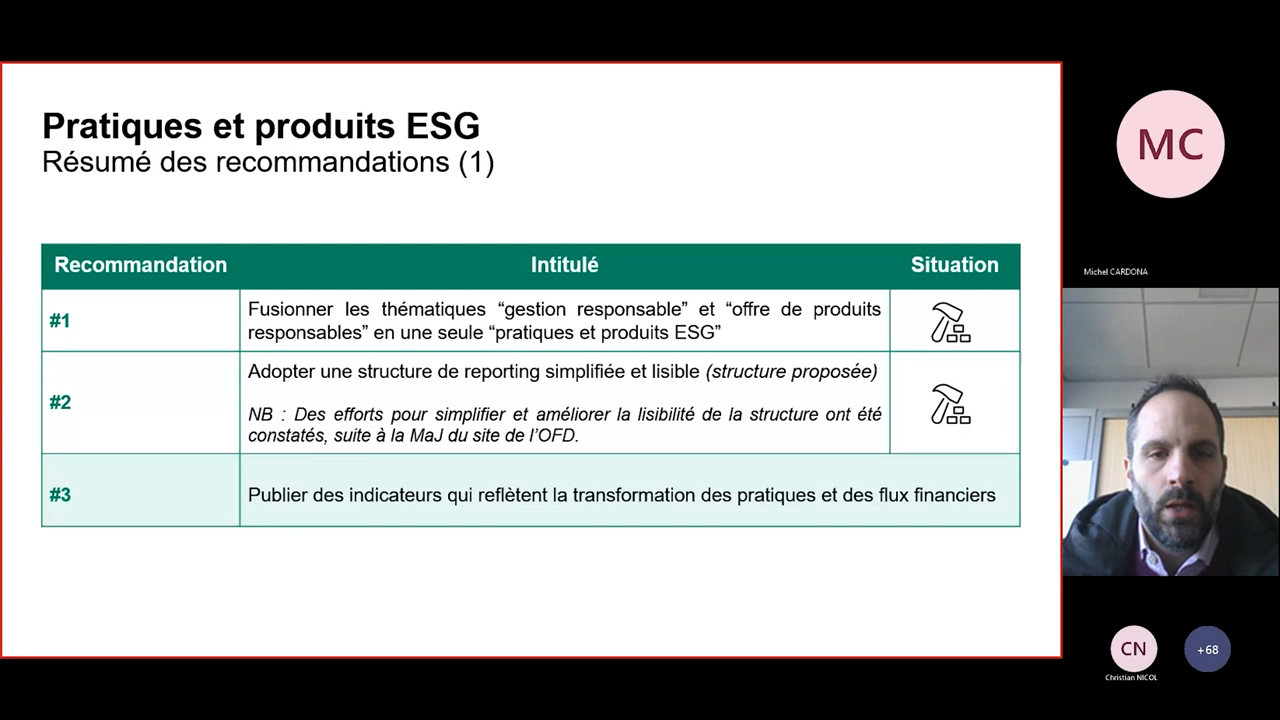 Pratiques et produits ESG
Résumé des recommandations (1)
Recommandation Intitulé Situation
#1
Fusionner les thématiques “gestion responsable” et “offre de produits
responsables” en une seule “pratiques et produits ESG”
#2
Adopter une structure de reporting simplifiée et lisible (structure proposée)
NB : Des efforts pour simplifier et améliorer la lisibilité de la structure ont été
constatés, suite à la MaJ du site de l’OFD.
#3
Publier des indicateurs qui reflètent la transformation des pratiques et des flux financiers
MC
Michel CARDONA
CN
Christian NICOL
+68